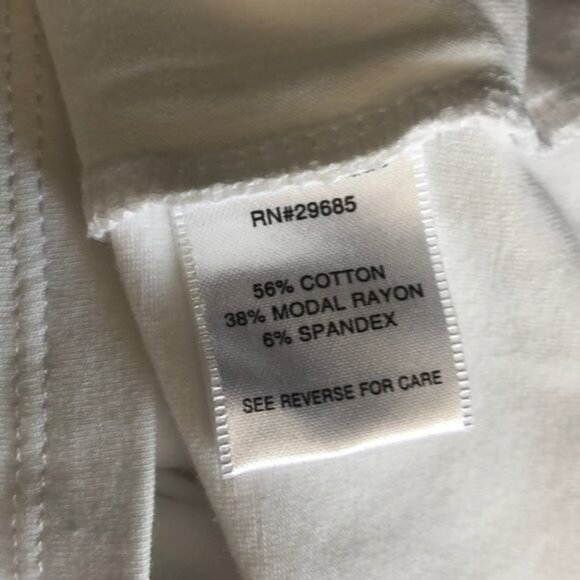 RN#29685
56% COTTON
38% MODAL RAYON
6% SPANDEX
SEE REVERSE FOR CARE